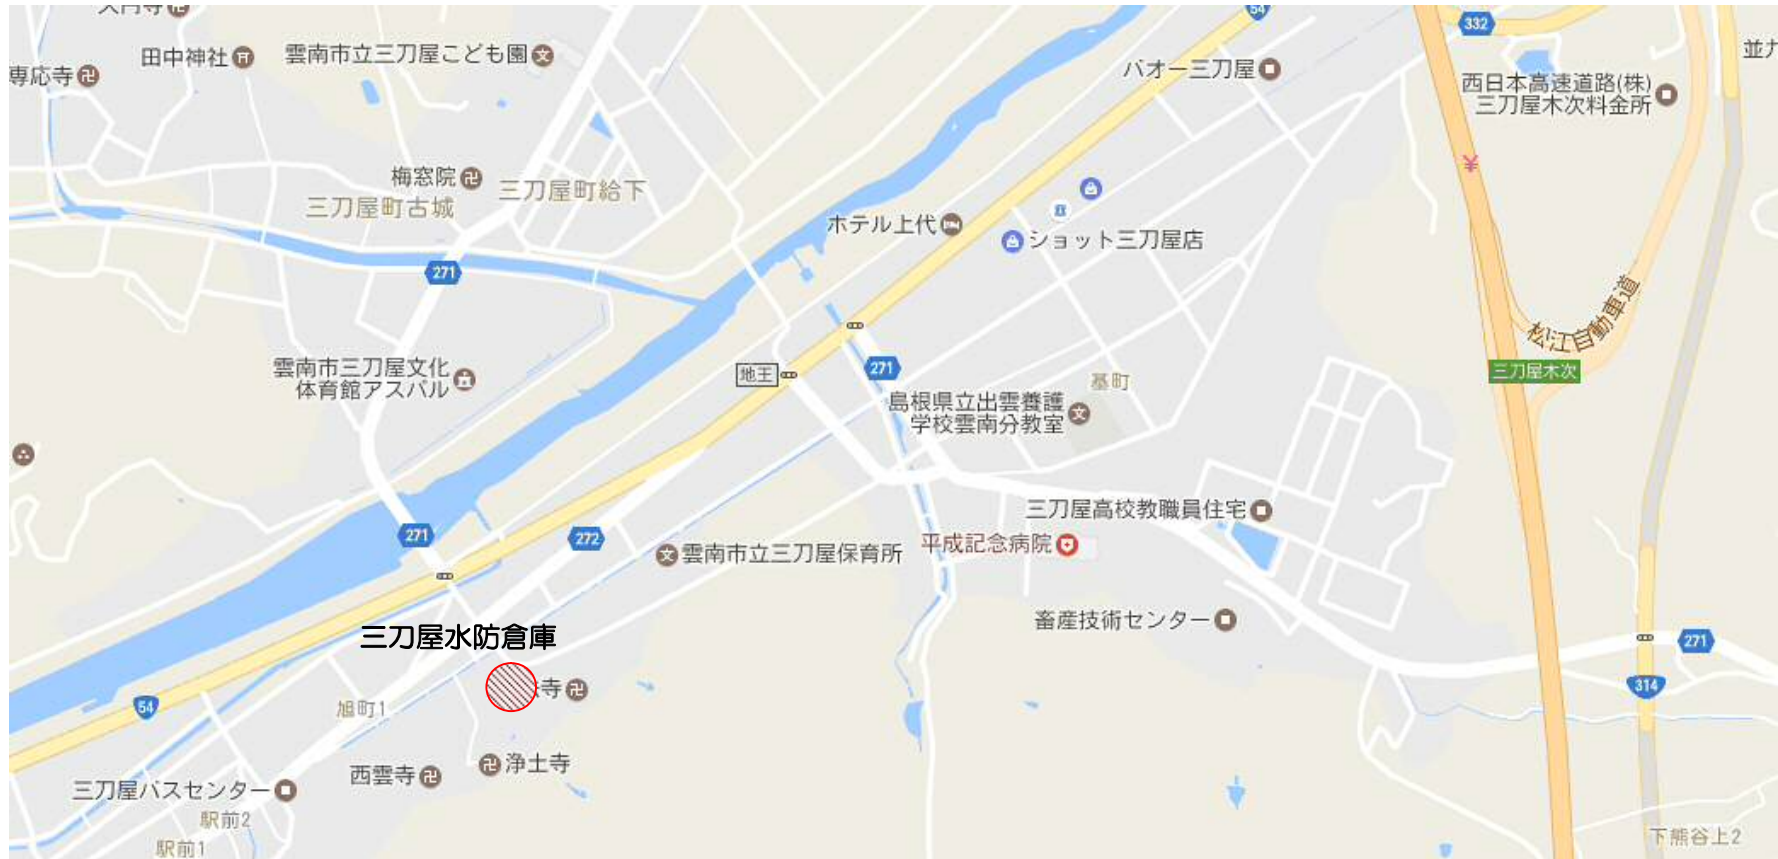 54
332
田中神社
雲南市立三刀屋こども園
専応寺
バオー三刀屋
西日本高速道路(株)
三刀屋木次料金所
梅窓院
三刀屋町給下
三刀屋町古城
ホテル上代
ショット三刀屋店
271
松江自動車道
雲南市三刀屋文化
体育館アスパル
地王
271
基町
三刀屋木次
島根県立出雲養護
学校雲南分教室
三刀屋高校教職員住宅
271
272
雲南市立三刀屋保育所
平成記念病院
畜産技術センター
三刀屋水防倉庫
271
寺
314
54
旭町1
西雲寺
浄土寺
三刀屋バスセンター
駅前2
駅前1
下熊谷上2